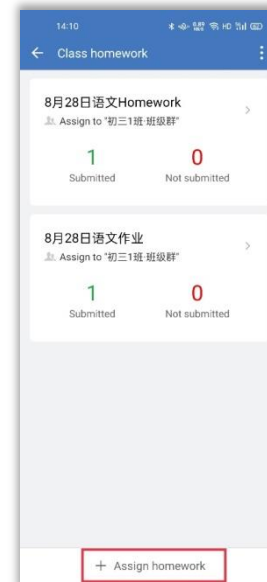 14:10
HD
Class homework
8月28日语文Homework
Assign to "初三1班·班级群"
1 0
Submitted Not submitted
8月28日语文作业
Assign to "初三1班·班级群"
1 0
Submitted Not submitted
+ Assign homework